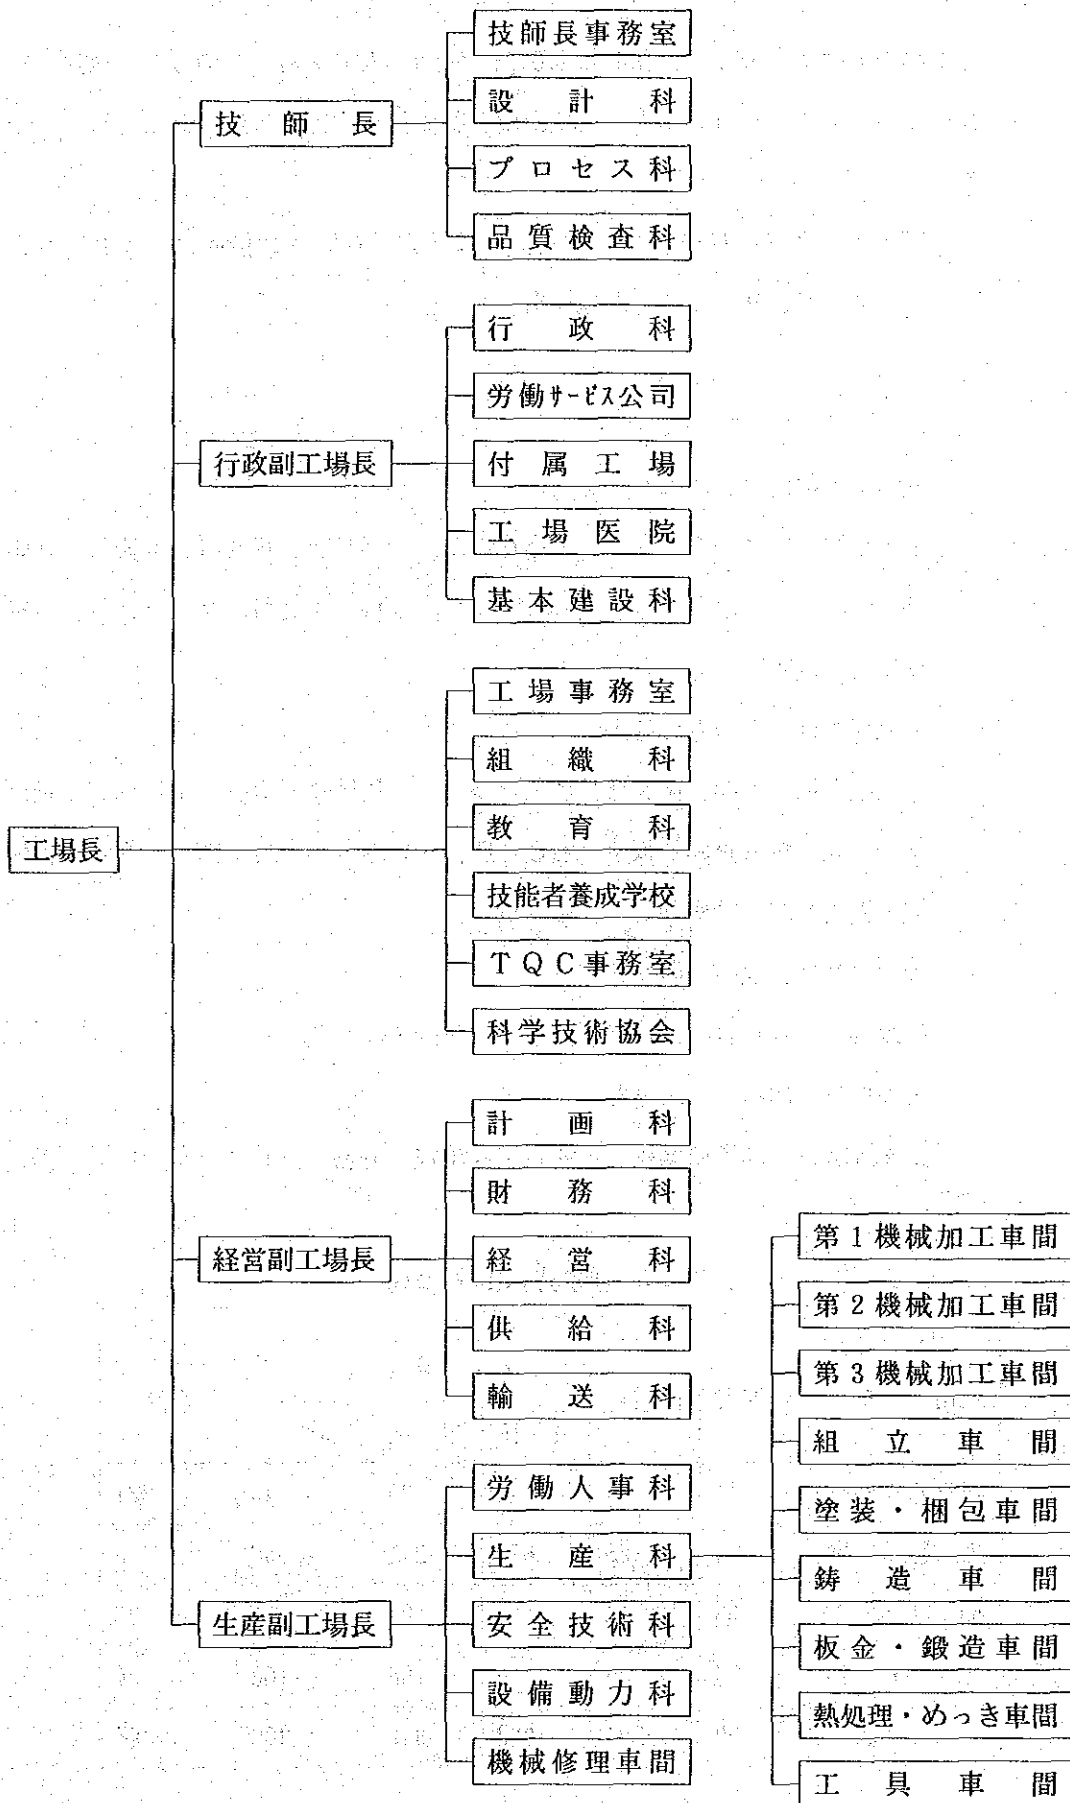 工場長
技師長
技師長事務室
設計科
プロセス科
品質検査科
行政副工場長
行政科
労働サービス公司
付属工場
工場医院
基本建設科
工場事務室
組織科
教育科
技能者養成学校
TQC事務室
科学技術協会
経営副工場長
計画科
財務科
経営科
供給科
輸送科
生産副工場長
労働人事科
生産科
安全技術科
設備動力科
機械修理車間
第1機械加工車間
第2機械加工車間
第3機械加工車間
組立車間
塗装・梱包車間
鋳造車間
板金・鍛造車間
熱処理・めっき車間
工具車間